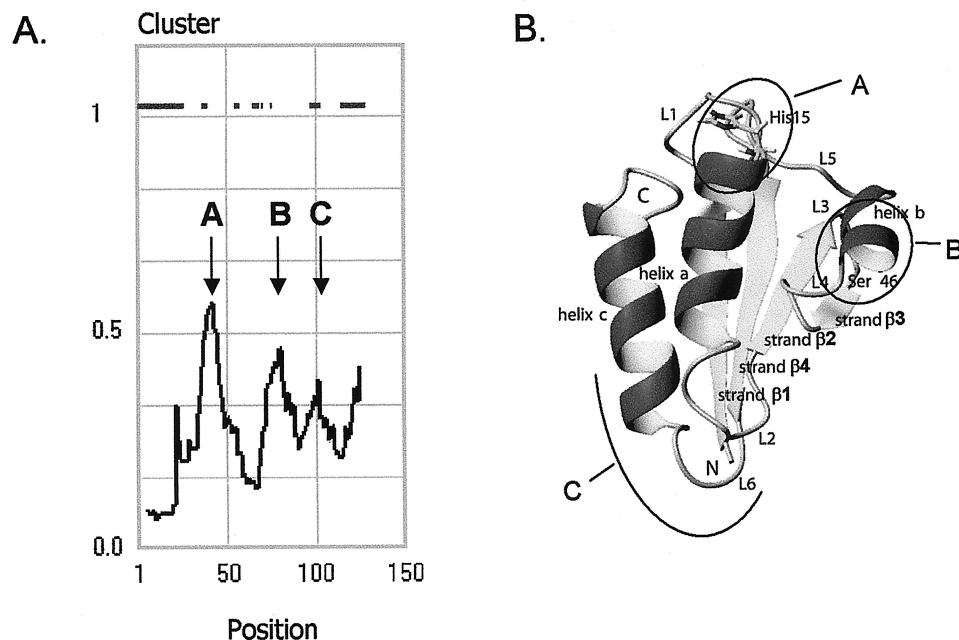 A.
Cluster
1
0.5
0.0
A B C
1 50 100 150
Position
B.
A
L1
His15
L5
C
L3
helix b
B
helix a
L4
Ser 46
helix c
strand β3
strand β2
strand β4
strand β1
L2
N
L6
C